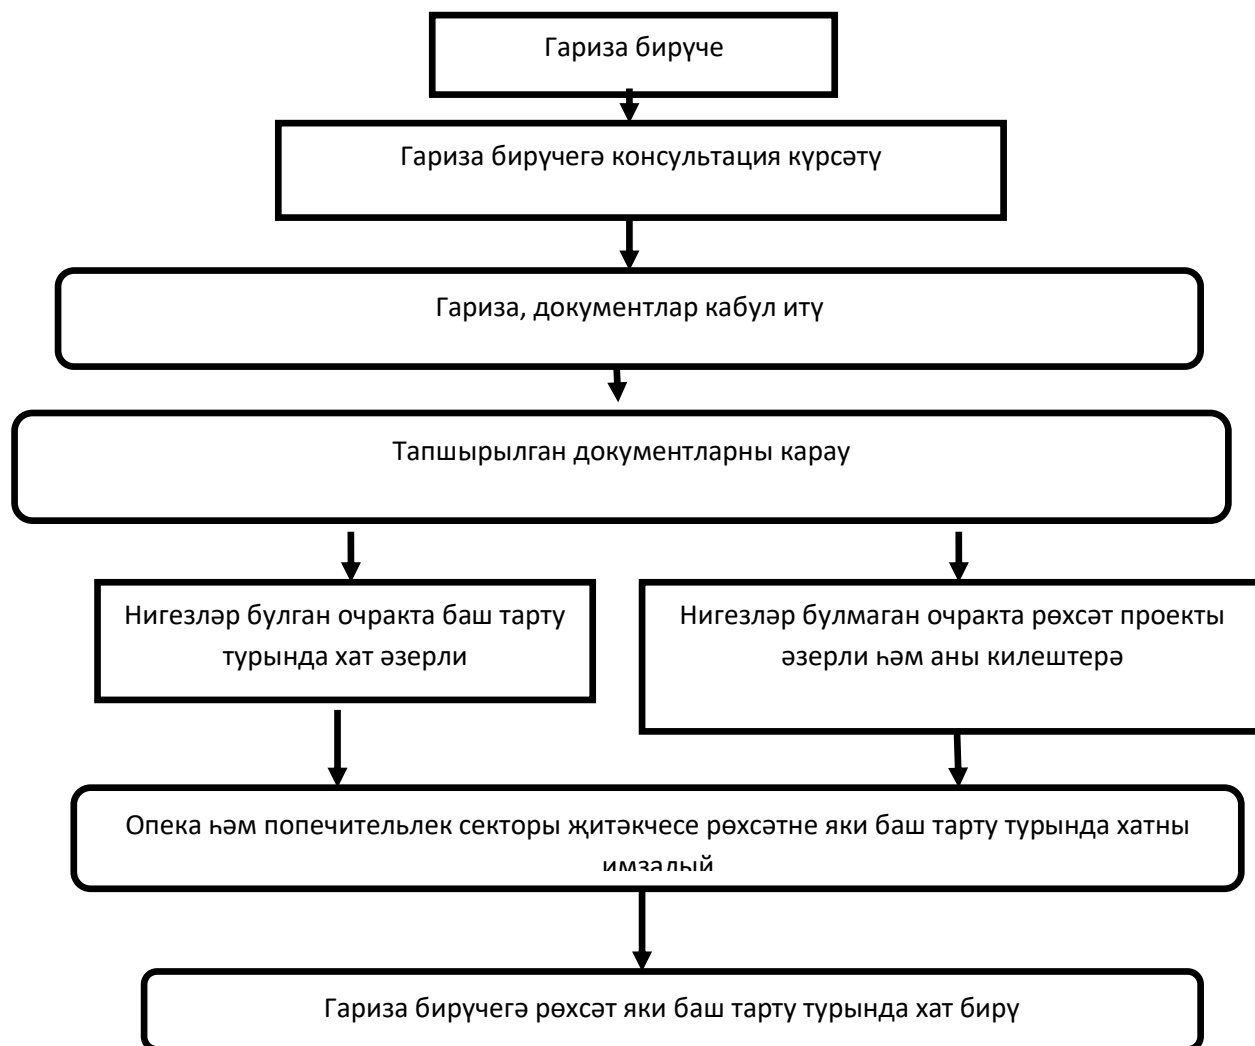 Гариза бирүче
Гариза бирүчегә консультация күрсәтү
Гариза, документлар кабул итү
Тапшырылган документларны карау
Нигезләр булган очракта баш тарту
турында хат әзерли
Нигезләр булмаган очракта рөхсәт проекты
әзерли һәм аны килештерә
Опека һәм попечительлек секторы җитәкчесе рөхсәтне яки баш тарту турында хатны
имзалый
Гариза бирүчегә рөхсәт яки баш тарту турында хат бирү